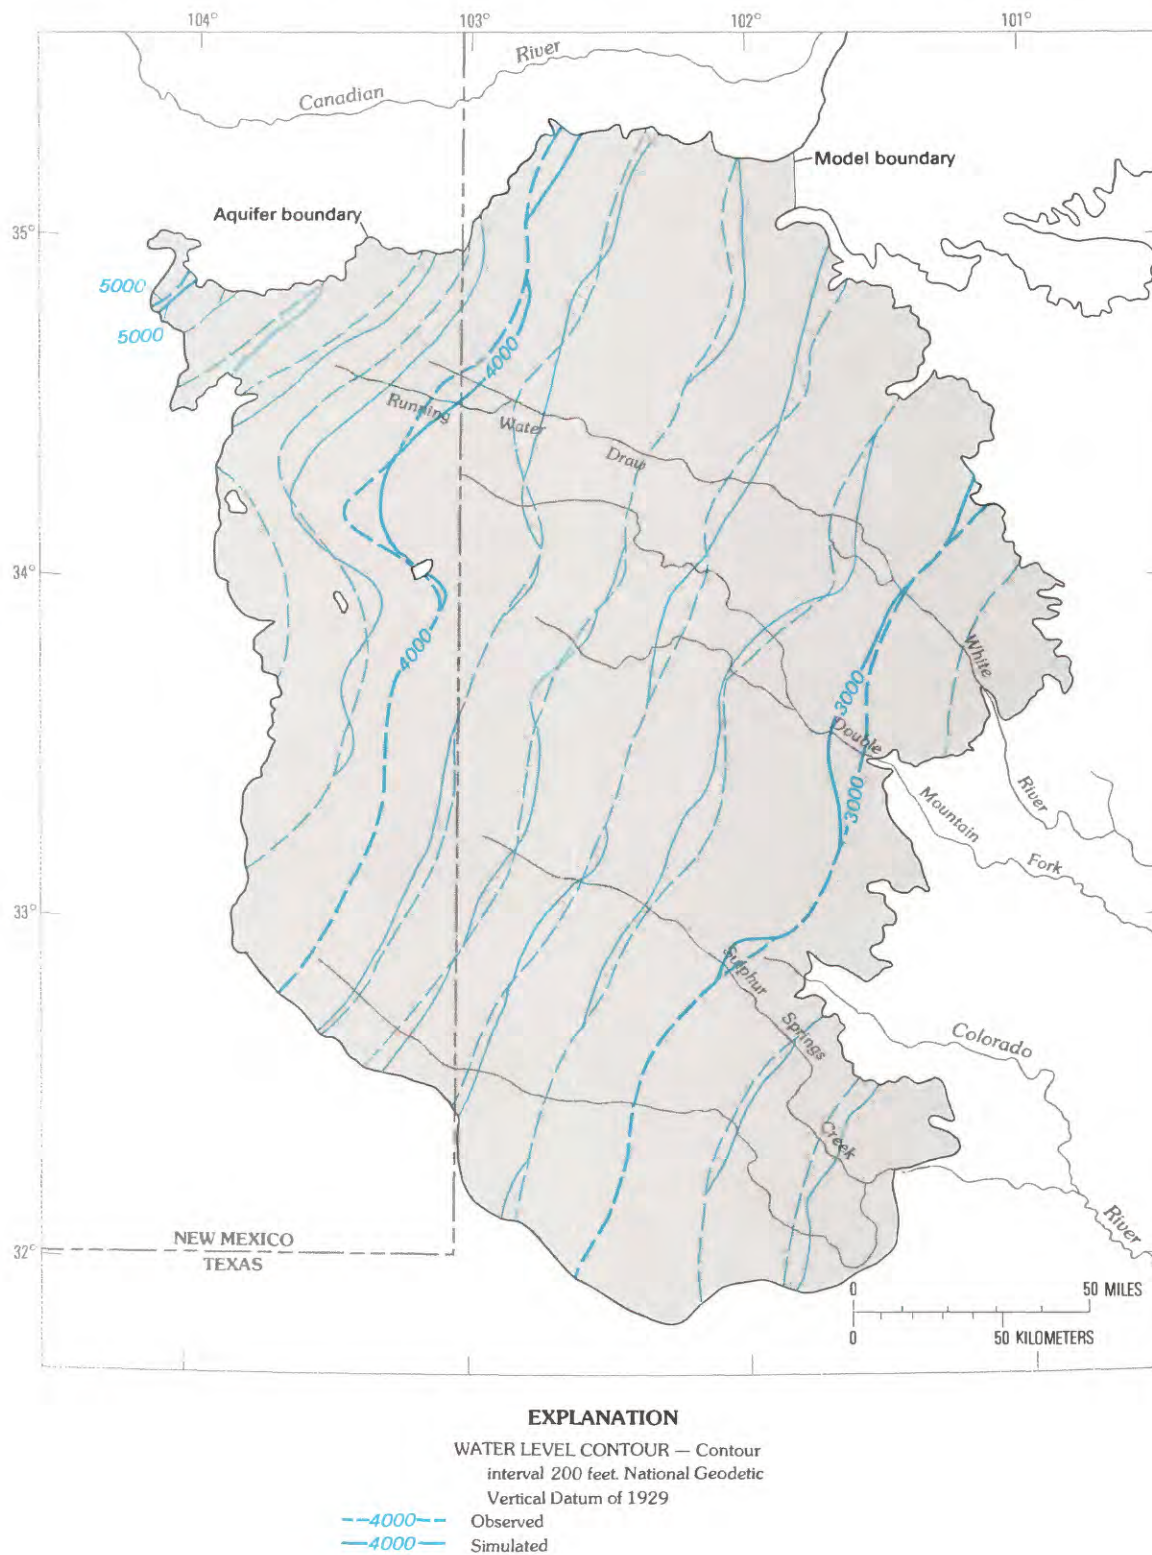 104° 103° 102° 101°
River
Canadian
Model boundary
Aquifer boundary
35°
5000
5000
4000
Running
Water
Draw
34°
4000
White
3000
Double
3000
River
Mountain
Fork
33°
Sulphur
Springs
Colorado
Creek
River
NEW MEXICO
32°
TEXAS
0 50 MILES
0 50 KILOMETERS
EXPLANATION
WATER LEVEL CONTOUR — Contour
interval 200 feet. National Geodetic
Vertical Datum of 1929
4000 Observed
4000 Simulated